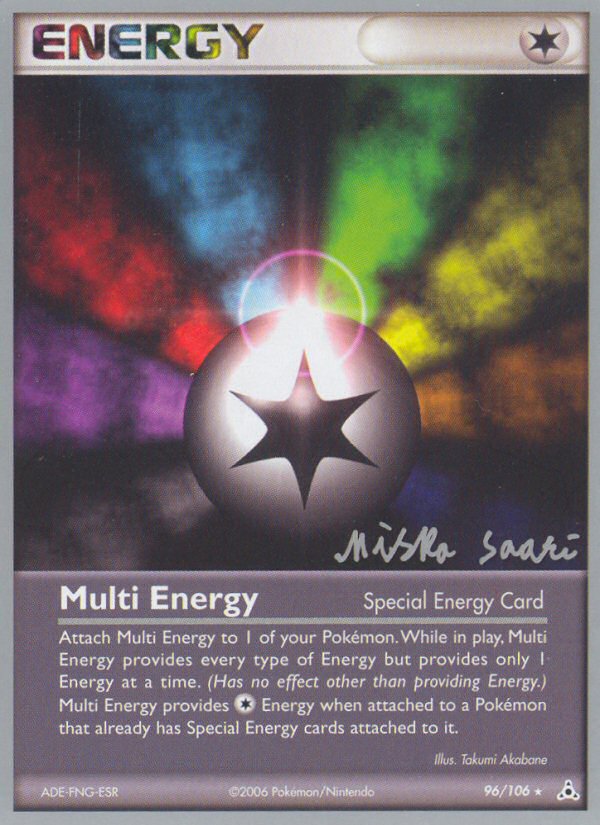 ENERGY
Miska Saari
Multi Energy
Special Energy Card
Attach Multi Energy to 1 of your Pokémon. While in play, Multi
Energy provides every type of Energy but provides only 1
Energy at a time. (Has no effect other than providing Energy.)
Multi Energy provides Energy when attached to a Pokémon
that already has Special Energy cards attached to it.
Illus. Takumi Akabane
ADE-FNG-ESR
©2006 Pokémon/Nintendo
96/106 ★